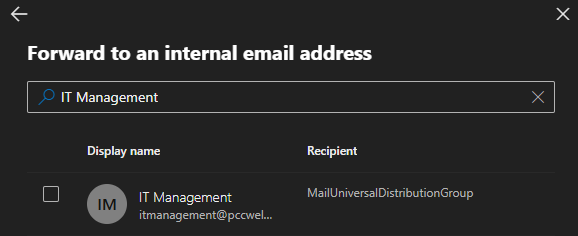 Forward to an internal email address
IT Management
Display name Recipient
IM IT Management MailUniversalDistributionGroup
itmanagement@pccwel...